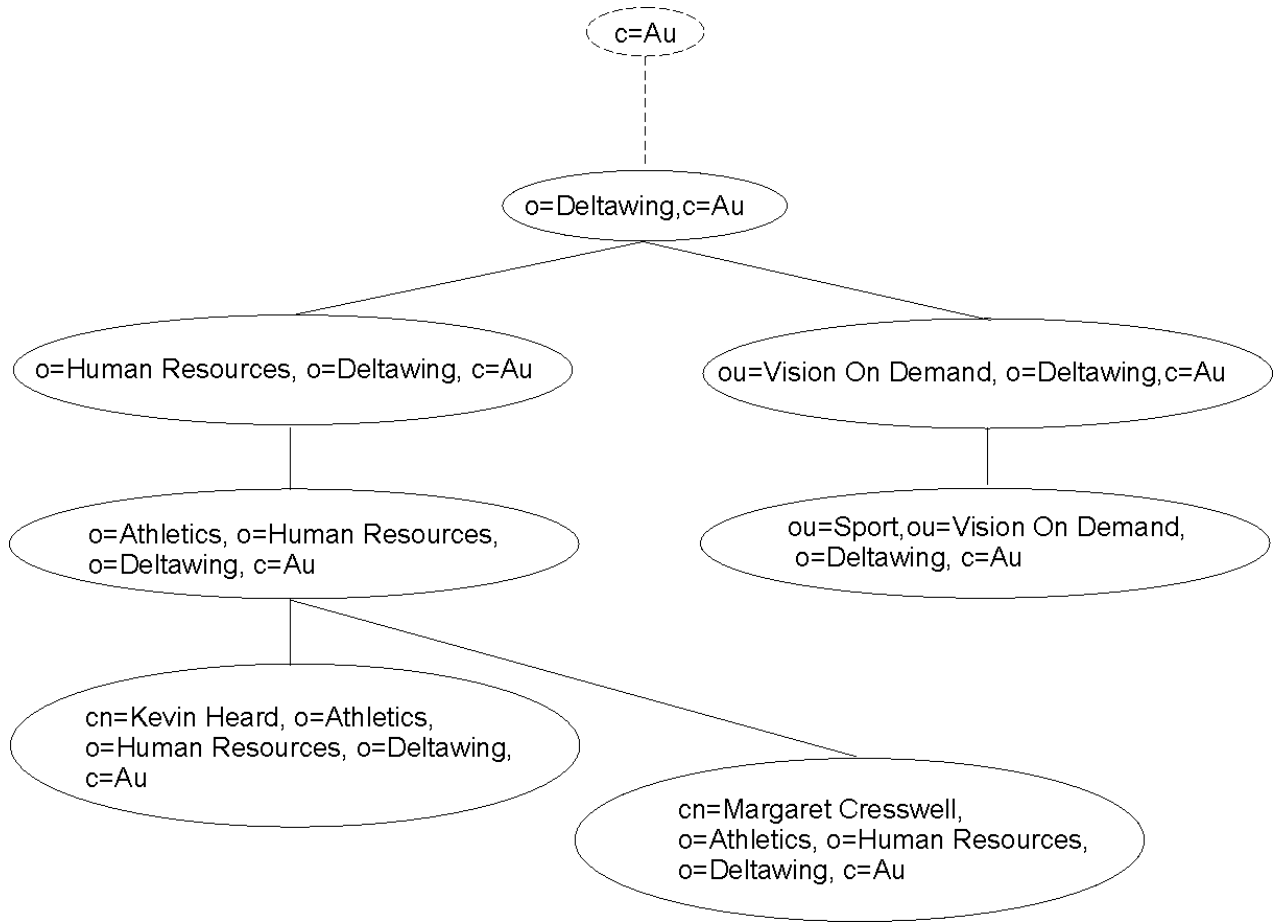 c=Au
o=Deltawing,c=Au
o=Human Resources, o=Deltawing, c=Au
ou=Vision On Demand, o=Deltawing,c=Au
o=Athletics, o=Human Resources,
o=Deltawing, c=Au
ou=Sport,ou=Vision On Demand,
o=Deltawing, c=Au
cn=Kevin Heard, o=Athletics,
o=Human Resources, o=Deltawing,
c=Au
cn=Margaret Cresswell,
o=Athletics, o=Human Resources,
o=Deltawing, c=Au